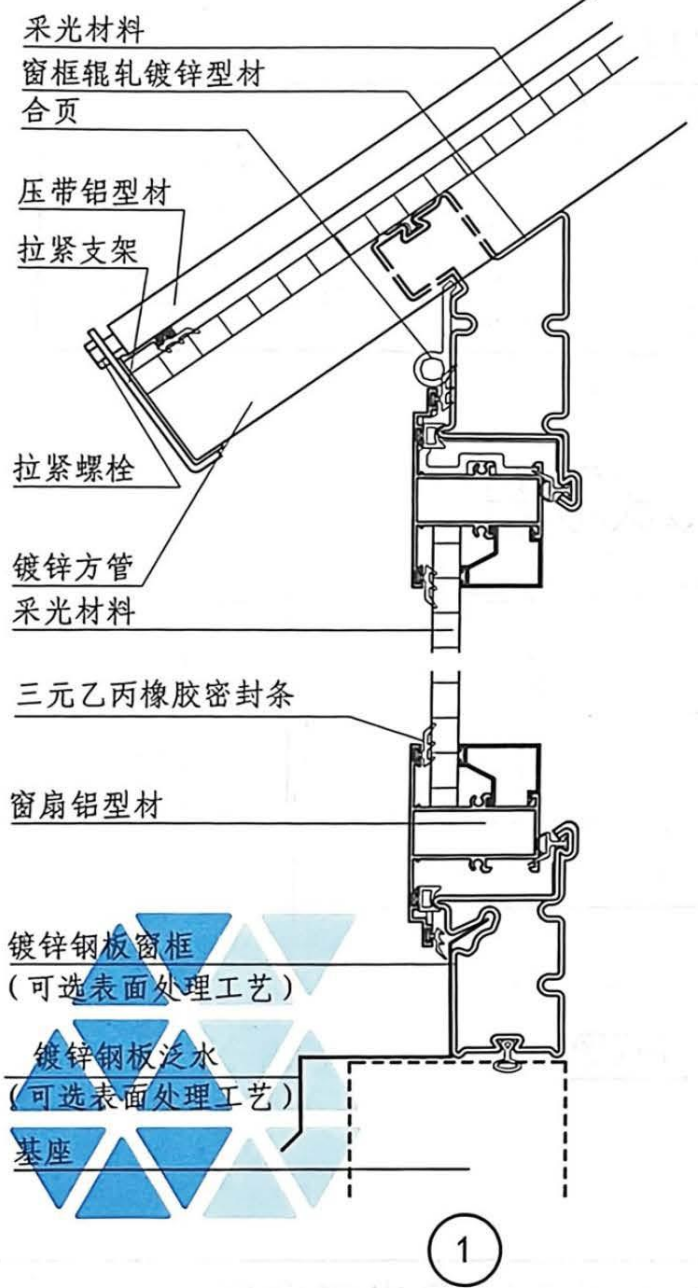 采光材料
窗框辊轧镀锌型材
合页
压带铝型材
拉紧支架
拉紧螺栓
镀锌方管
采光材料
三元乙丙橡胶密封条
窗扇铝型材
镀锌钢板窗框
(可选表面处理工艺)
镀锌钢板泛水
(可选表面处理工艺)
基座
1